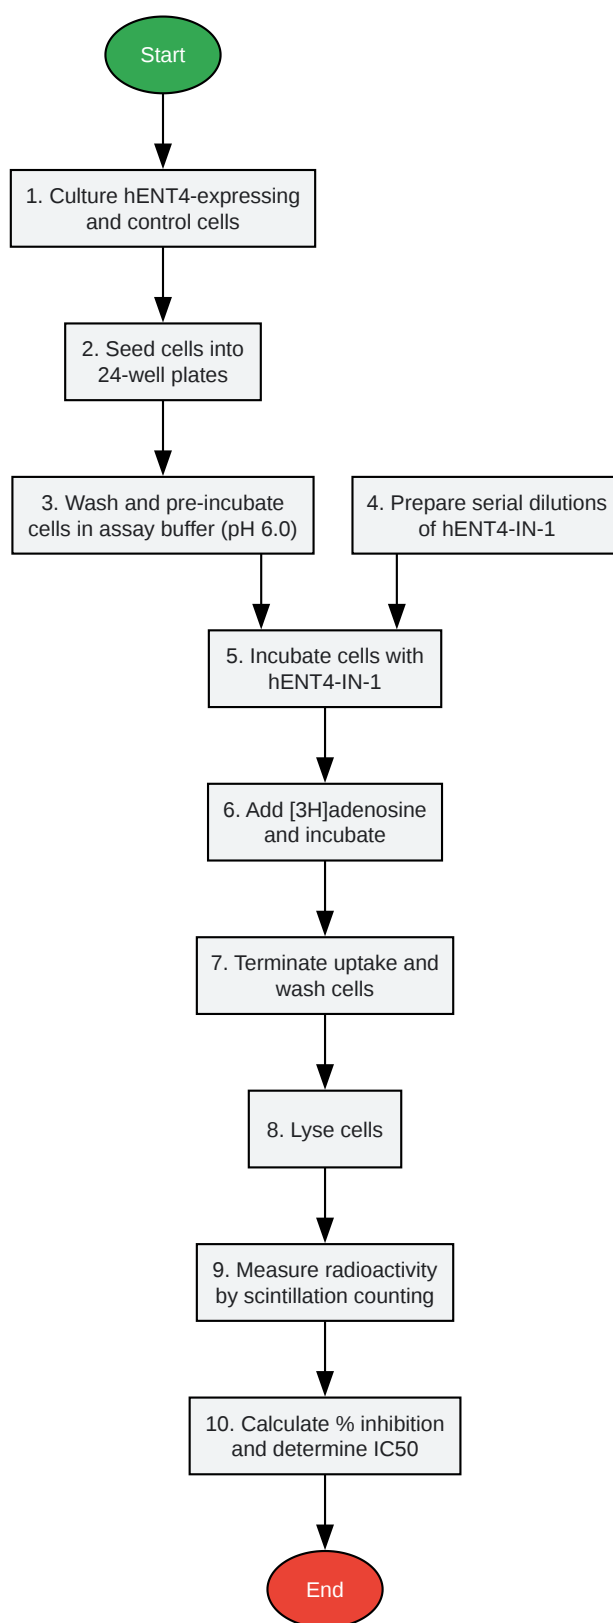 Start
1. Culture hENT4-expressing
and control cells
2. Seed cells into
24-well plates
3. Wash and pre-incubate
cells in assay buffer (pH 6.0)
4. Prepare serial dilutions
of hENT4-IN-1
5. Incubate cells with
hENT4-IN-1
6. Add [3H]adenosine
and incubate
7. Terminate uptake and
wash cells
8. Lyse cells
9. Measure radioactivity
by scintillation counting
10. Calculate % inhibition
and determine IC50
End